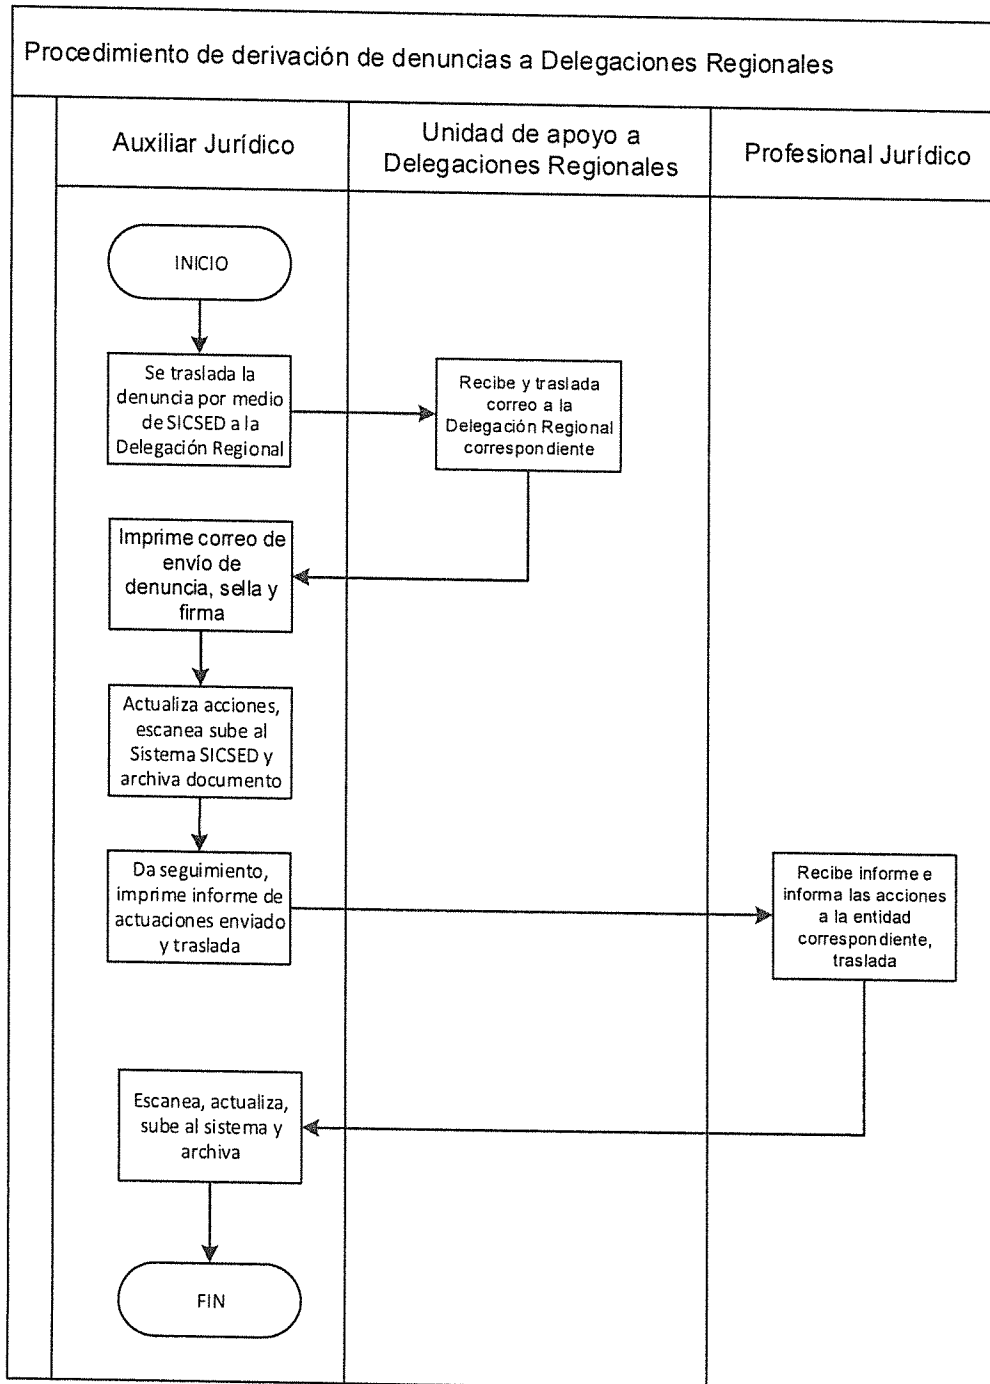 Procedimiento de derivación de denuncias a Delegaciones Regionales
Auxiliar Jurídico
Unidad de apoyo a
Delegaciones Regionales
Profesional Jurídico
INICIO
Se traslada la
denuncia por medio
de SICSED a la
Delegación Regional
Recibe y traslada
correo a la
Delegación Regional
correspondiente
Imprime correo de
envío de
denuncia, sella y
firma
Actualiza acciones,
escanea sube al
Sistema SICSED y
archiva documento
Da seguimiento,
imprime informe de
actuaciones enviado
y traslada
Recibe informe e
informa las acciones
a la entidad
correspondiente,
traslada
Escanea, actualiza,
sube al sistema y
archiva
FIN